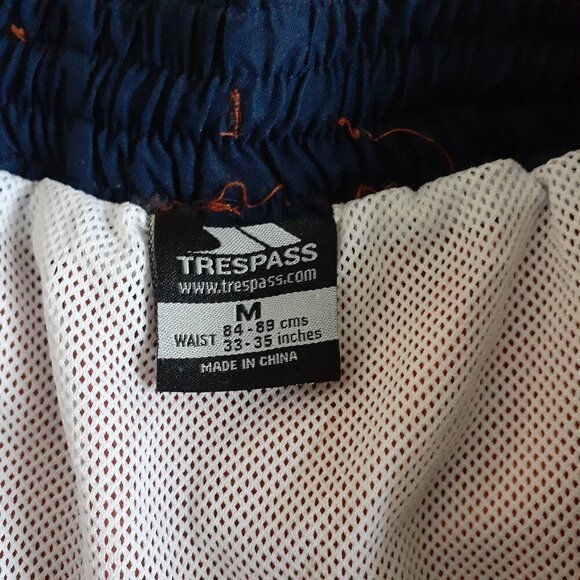 TRESPASS
www.trespass.com
M
WAIST 84-89 cms
33-35 inches
MADE IN CHINA